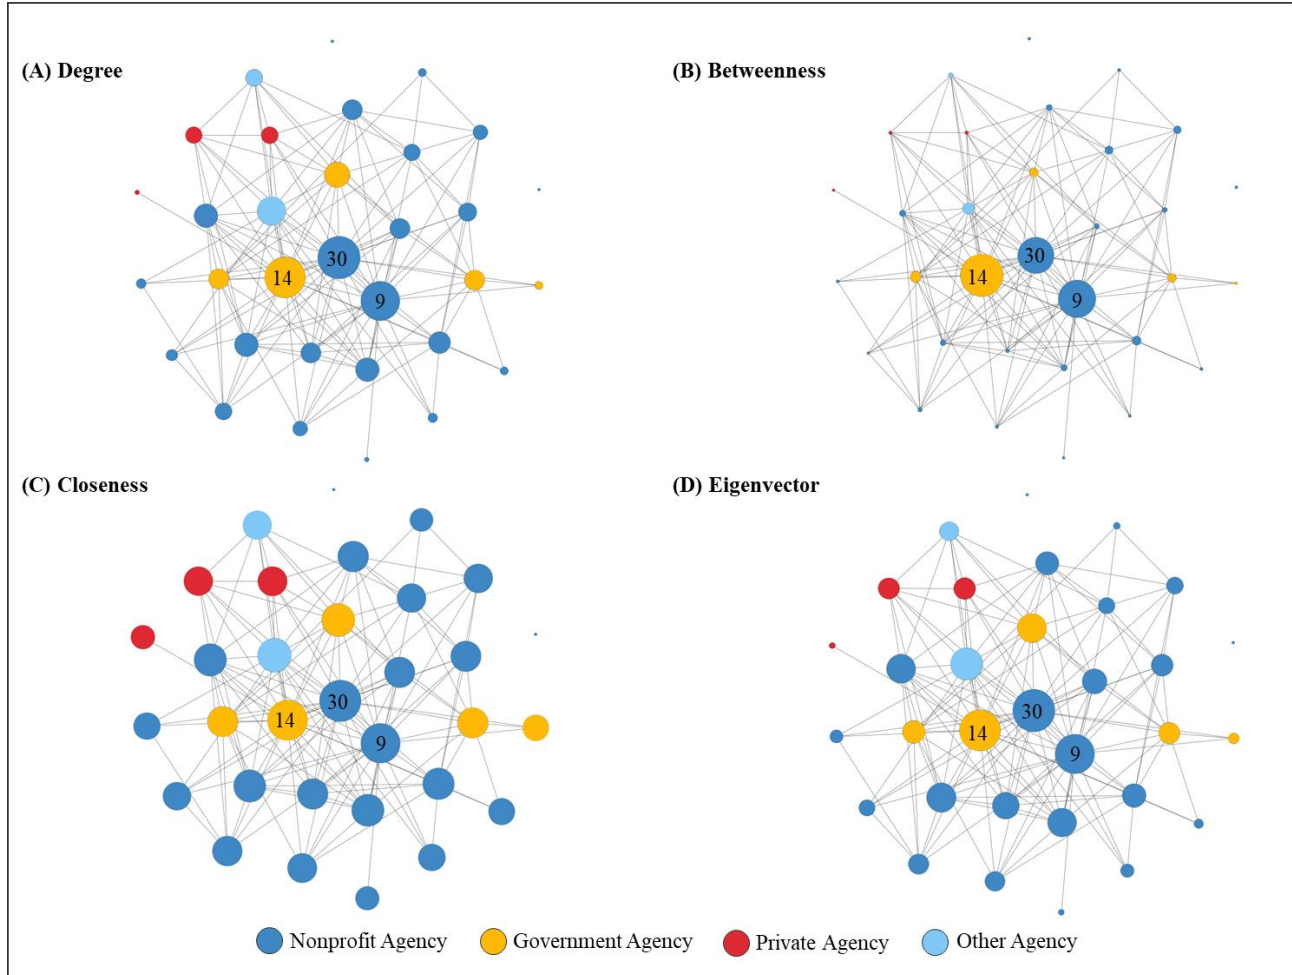 (A) Degree
(B) Betweenness
30
14
9
30
14
9
(C) Closeness
(D) Eigenvector
30
14
9
30
14
9
Nonprofit Agency
Government Agency
Private Agency
Other Agency